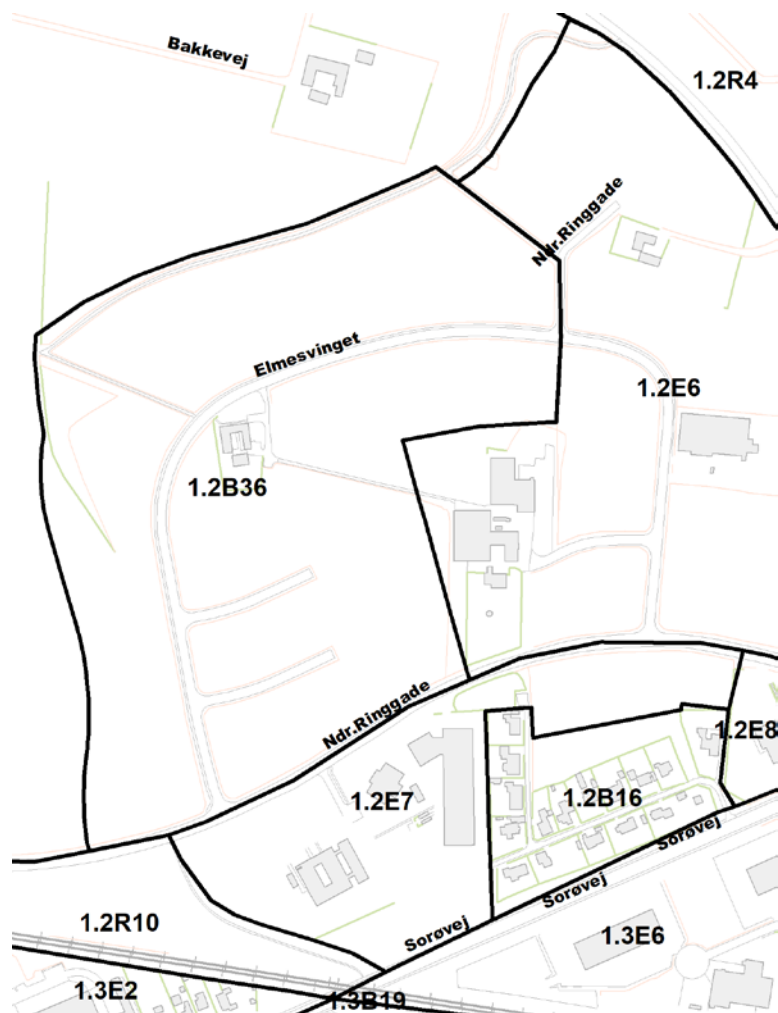 Bakkevej
1.2R4
Ndr.Ringgade
Elmesvinget
1.2E6
1.2B36
Ndr.Ringgade
1.2E8
1.2E7
1.2B16
Sorøvej
Sorøvej
Sorøvej
1.2R10
1.3E6
1.3E2
1.3B19